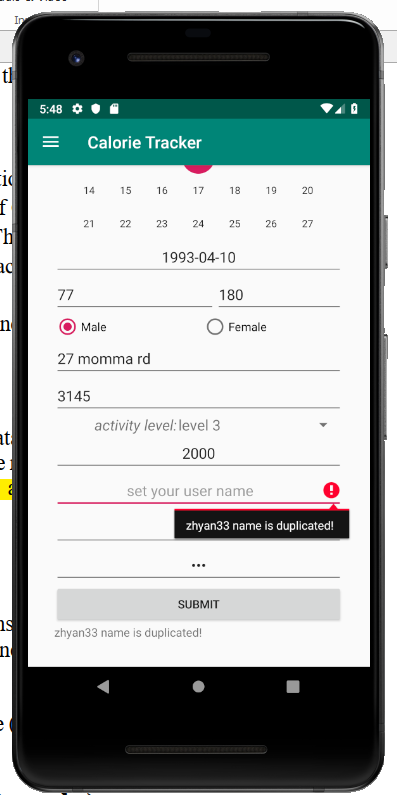 5:48
Calorie Tracker
14 15 16 17 18 19 20
21 22 23 24 25 26 27
1993-04-10
77 180
Male Female
27 momma rd
3145
activity level: level 3
2000
set your user name
zhyan33 name is duplicated!
•••
SUBMIT
zhyan33 name is duplicated!